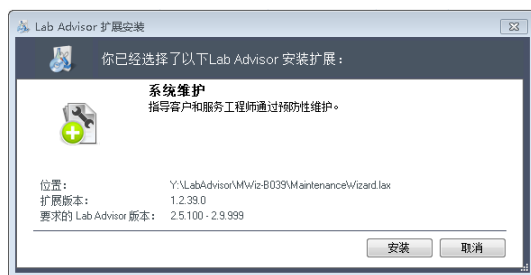 Lab Advisor 扩展安装
你已经选择了以下Lab Advisor 安装扩展：
系统维护
指导客户和服务工程师通过预防性维护。
位置： Y:\LabAdvisor\MWiz-B039\MaintenanceWizard.lax
扩展版本： 1.2.39.0
要求的 Lab Advisor 版本： 2.5.100 - 2.9.999
安装 取消